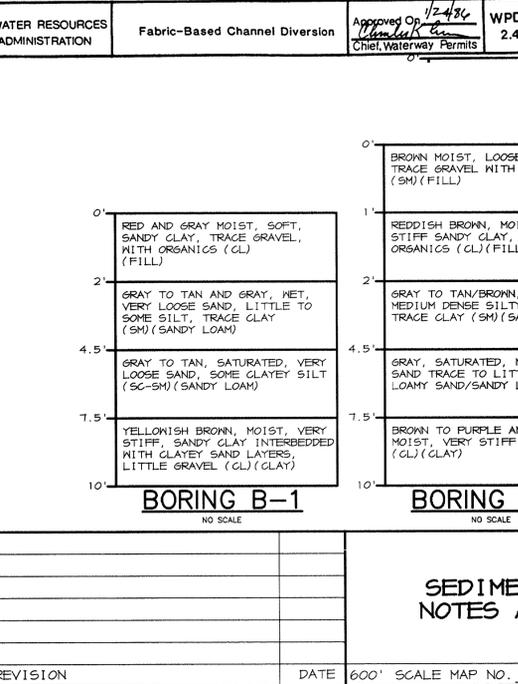 WATER RESOURCES
ADMINISTRATION
Fabric-Based Channel Diversion
Approved On 1/24/86
Chief, Waterway Permits
WPD
2.4
0'
0'
RED AND GRAY MOIST, SOFT,
SANDY CLAY, TRACE GRAVEL,
WITH ORGANICS (CL)
(FILL)
2'
GRAY TO TAN AND GRAY, WET,
VERY LOOSE SAND, LITTLE TO
SOME SILT, TRACE CLAY
(SM)(SANDY LOAM)
4.5'
GRAY TO TAN, SATURATED, VERY
LOOSE SAND, SOME CLAYEY SILT
(SC-SM)(SANDY LOAM)
7.5'
YELLOWISH BROWN, MOIST, VERY
STIFF, SANDY CLAY INTERBEDDED
WITH CLAYEY SAND LAYERS,
LITTLE GRAVEL (CL)(CLAY)
10'
BORING B-1
NO SCALE
0'
BROWN MOIST, LOOSE
TRACE GRAVEL WITH
(SM)(FILL)
1'
REDDISH BROWN, MOI
STIFF SANDY CLAY,
ORGANICS (CL)(FILL
2'
GRAY TO TAN/BROWN,
MEDIUM DENSE SILTY
TRACE CLAY (SM)(SA
4.5'
GRAY, SATURATED,
SAND TRACE TO LIT
LOAMY SAND/SANDY L
7.5'
BROWN TO PURPLE AN
MOIST, VERY STIFF
(CL)(CLAY)
10'
BORING
NO SCALE
SEDIME
NOTES
REVISION
DATE
600' SCALE MAP NO.